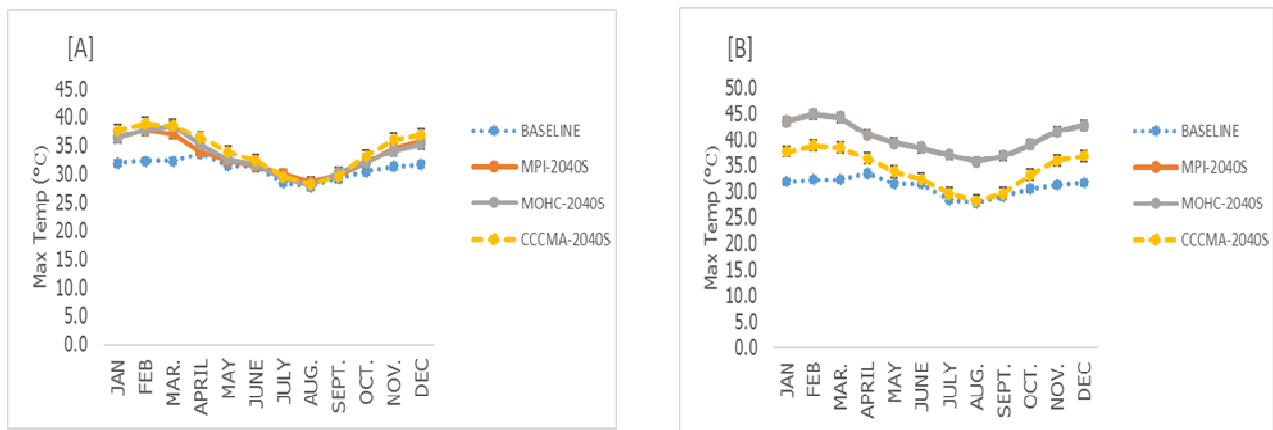 [A]
Max Temp (°C)
45.0
40.0
35.0
30.0
25.0
20.0
15.0
10.0
5.0
0.0
JAN
FEB
MAR.
APRIL
MAY
JUNE
JULY
AUG.
SEPT.
OCT.
NOV.
DEC
BASELINE
MPI-2040S
MOHC-2040S
CCCMA-2040S
[B]
Max Temp (°C)
50.0
45.0
40.0
35.0
30.0
25.0
20.0
15.0
10.0
5.0
0.0
JAN
FEB
MAR.
APRIL
MAY
JUNE
JULY
AUG.
SEPT.
OCT.
NOV.
DEC
BASELINE
MPI-2040S
MOHC-2040S
CCCMA-2040S